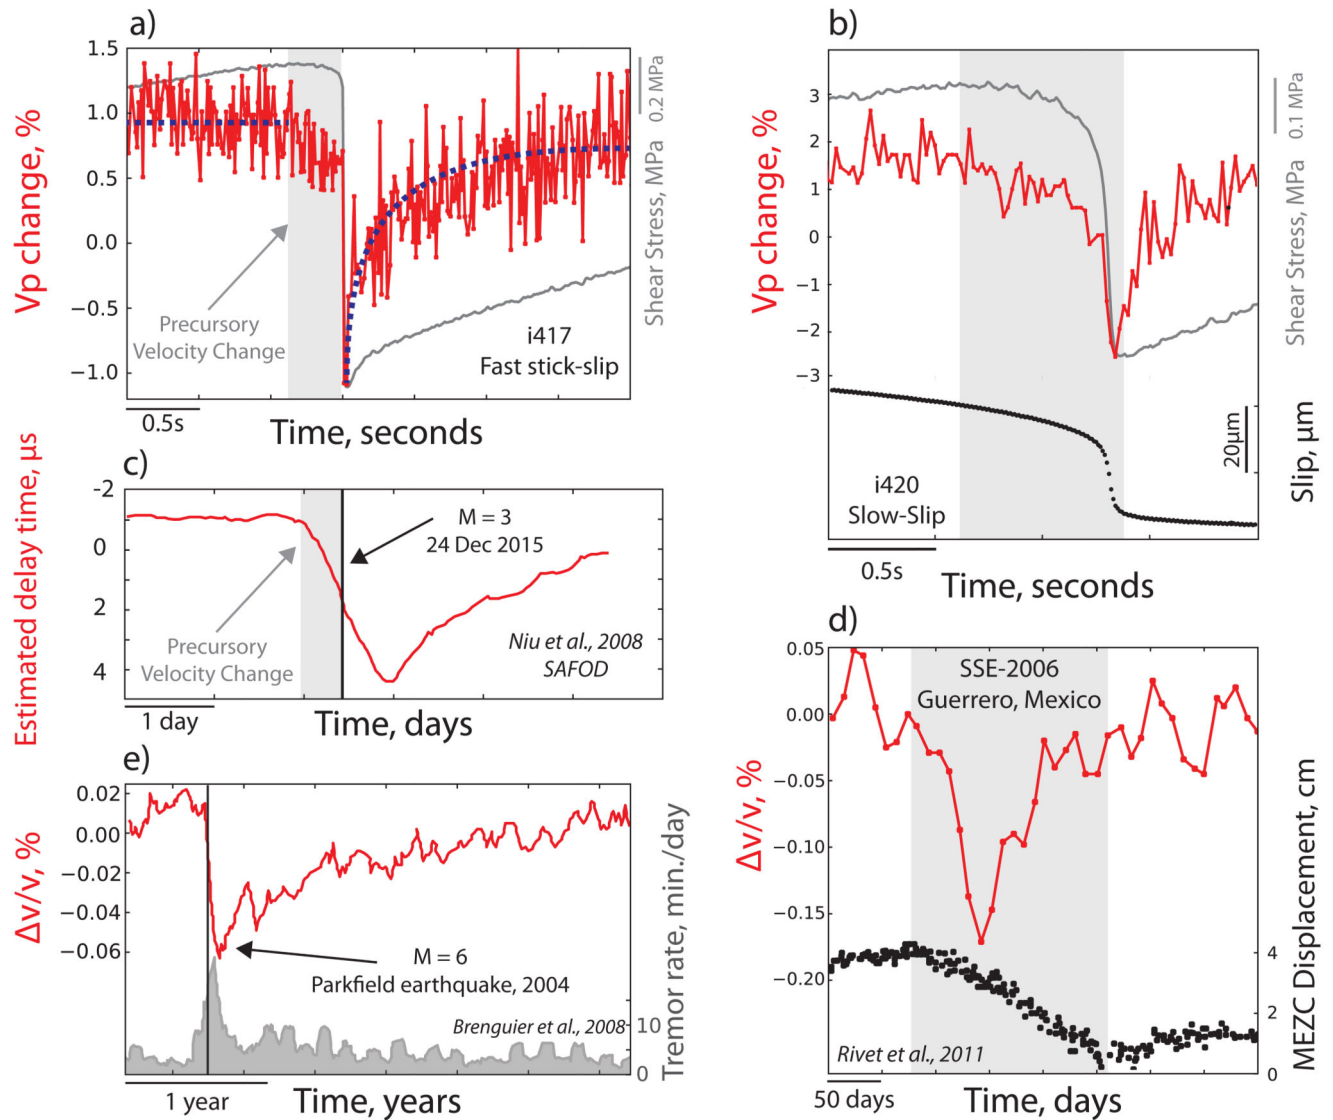 a)
Vp change, %
1.5
1.0
0.5
0.0
−0.5
−1.0
0.2 MPa
Shear Stress, MPa
Precursory
Velocity Change
i417
Fast stick-slip
0.5s
Time, seconds
b)
Vp change, %
3
2
1
0
−1
−2
−3
0.1 MPa
Shear Stress, MPa
20µm
Slip, µm
i420
Slow-Slip
0.5s
Time, seconds
c)
Estimated delay time, µs
-2
0
2
4
M = 3
24 Dec 2015
Precursory
Velocity Change
Niu et al., 2008
SAFOD
1 day
Time, days
d)
Δv/v, %
0.05
0.00
−0.05
−0.10
−0.15
−0.20
SSE-2006
Guerrero, Mexico
MEZC Displacement, cm
4
2
0
Rivet et al., 2011
50 days
Time, days
e)
Δv/v, %
0.02
0.00
−0.02
−0.04
−0.06
M = 6
Parkfield earthquake, 2004
Brenguier et al., 2008
Tremor rate, min./day
10
0
1 year
Time, years